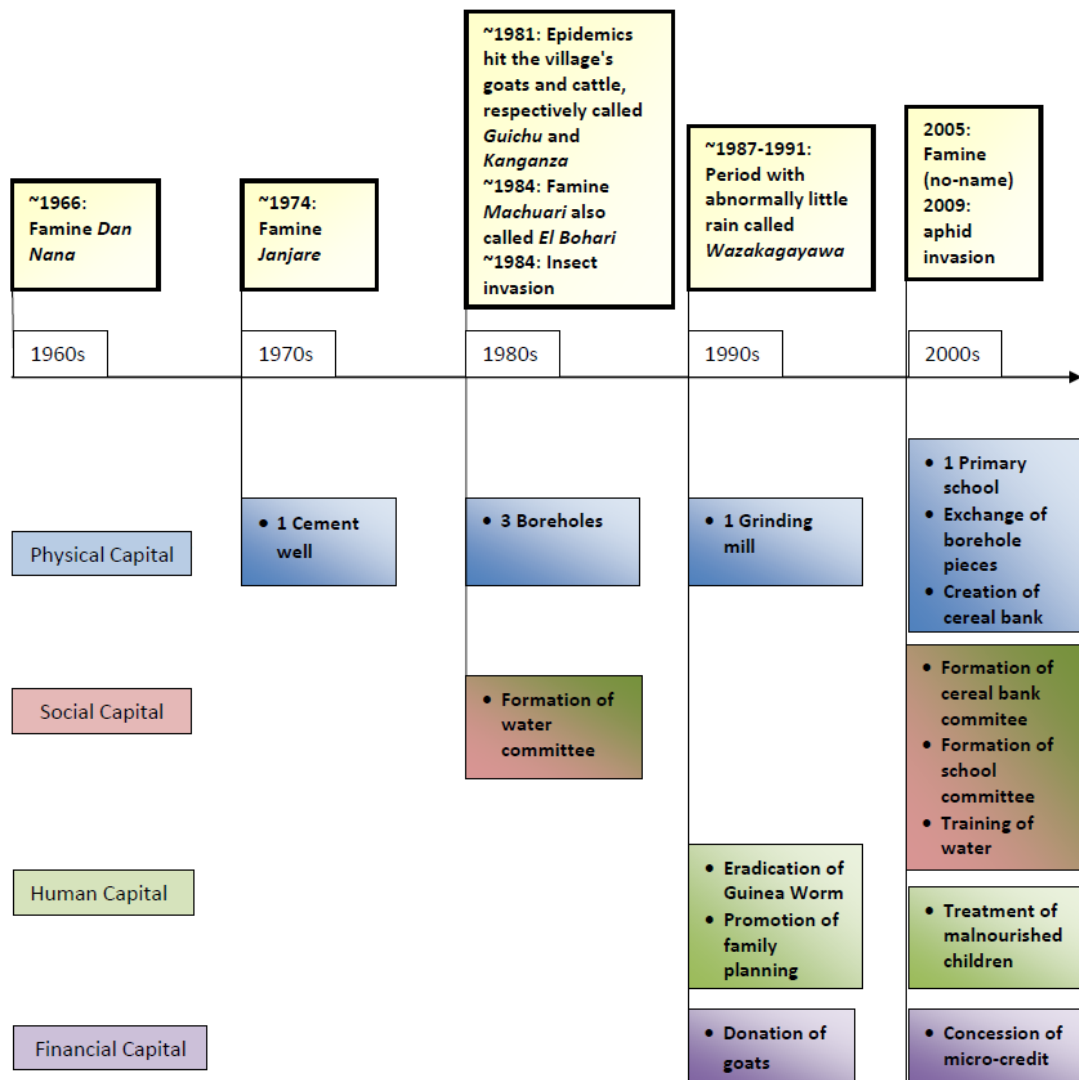 ~1966:
Famine Dan
Nana
~1974:
Famine
Janjare
~1981: Epidemics
hit the village's
goats and cattle,
respectively called
Guichu and
Kanganza
~1984: Famine
Machuari also
called El Bohari
~1984: Insect
invasion
~1987-1991:
Period with
abnormally little
rain called
Wazakagayawa
2005:
Famine
(no-name)
2009:
aphid
invasion
1960s
1970s
1980s
1990s
2000s
Physical Capital
• 1 Cement
well
• 3 Boreholes
• 1 Grinding
mill
• 1 Primary
school
• Exchange of
borehole
pieces
• Creation of
cereal bank
Social Capital
• Formation of
water
committee
• Formation of
cereal bank
commitee
• Formation of
school
committee
• Training of
water
Human Capital
• Eradication of
Guinea Worm
• Promotion of
family
planning
• Treatment of
malnourished
children
Financial Capital
• Donation of
goats
• Concession of
micro-credit